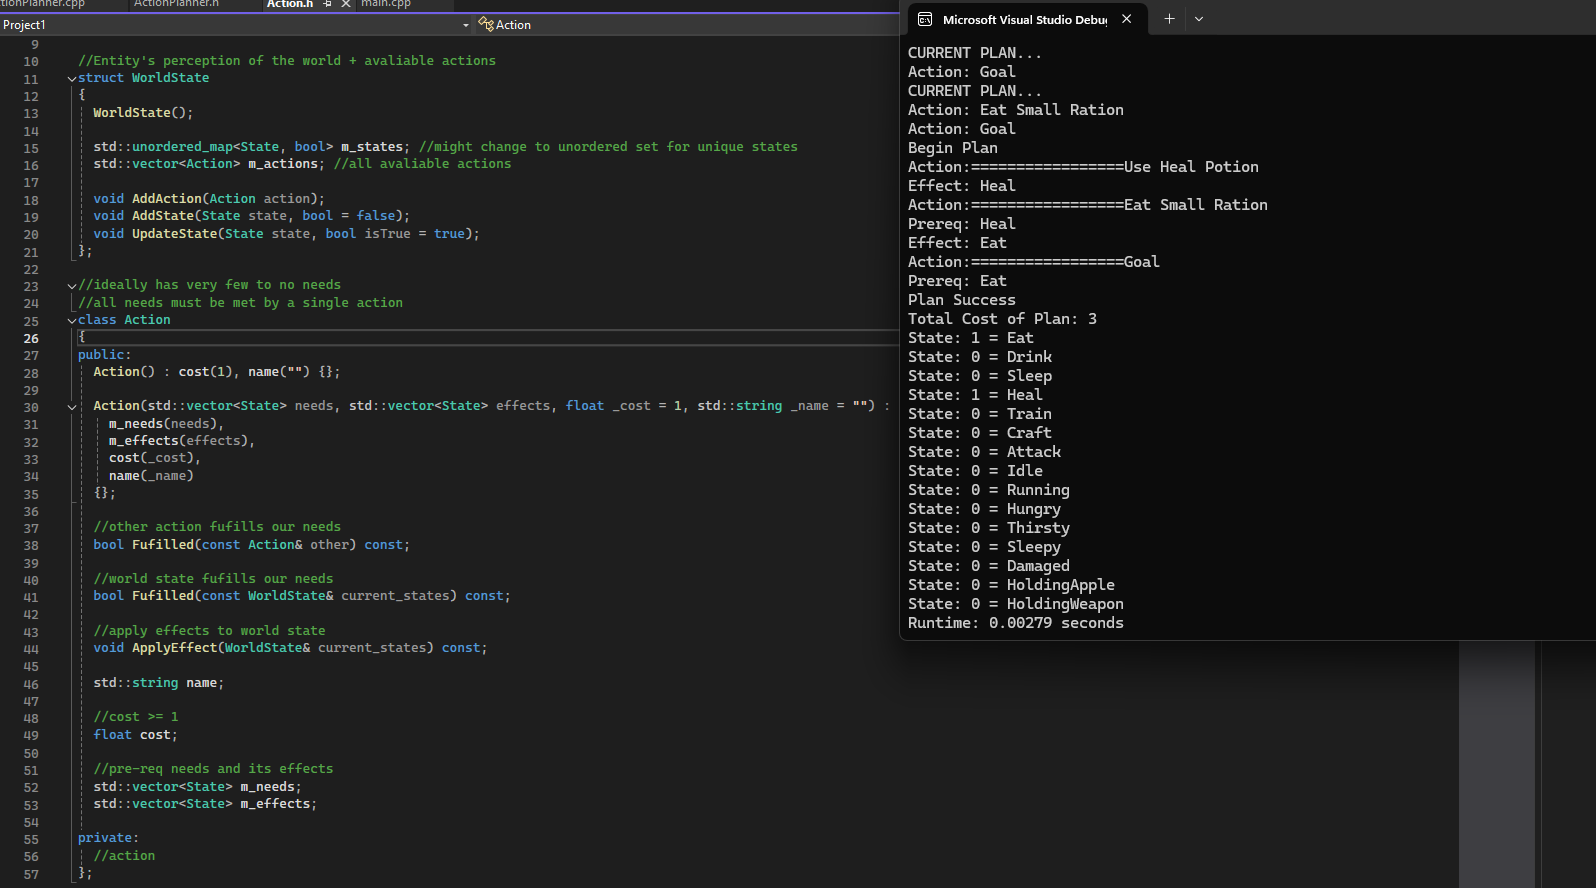 tionPlanner.cpp ActionPlanner.h Action.h main.cpp
Project1 Action
9
10 //Entity's perception of the world + avaliable actions
11 struct WorldState
12 {
13 WorldState();
14
15 std::unordered_map<State, bool> m_states; //might change to unordered set for unique states
16 std::vector<Action> m_actions; //all avaliable actions
17
18 void AddAction(Action action);
19 void AddState(State state, bool = false);
20 void UpdateState(State state, bool isTrue = true);
21 };
22
23 //ideally has very few to no needs
24 //all needs must be met by a single action
25 class Action
26 {
27 public:
28 Action() : cost(1), name("") {};
29
30 Action(std::vector<State> needs, std::vector<State> effects, float _cost = 1, std::string _name = "") :
31 m_needs(needs),
32 m_effects(effects),
33 cost(_cost),
34 name(_name)
35 {};
36
37 //other action fufills our needs
38 bool Fufilled(const Action& other) const;
39
40 //world state fufills our needs
41 bool Fufilled(const WorldState& current_states) const;
42
43 //apply effects to world state
44 void ApplyEffect(WorldState& current_states) const;
45
46 std::string name;
47
48 //cost >= 1
49 float cost;
50
51 //pre-req needs and its effects
52 std::vector<State> m_needs;
53 std::vector<State> m_effects;
54
55 private:
56 //action
57 };
Microsoft Visual Studio Debug
CURRENT PLAN...
Action: Goal
CURRENT PLAN...
Action: Eat Small Ration
Action: Goal
Begin Plan
Action:=================Use Heal Potion
Effect: Heal
Action:=================Eat Small Ration
Prereq: Heal
Effect: Eat
Action:=================Goal
Prereq: Eat
Plan Success
Total Cost of Plan: 3
State: 1 = Eat
State: 0 = Drink
State: 0 = Sleep
State: 1 = Heal
State: 0 = Train
State: 0 = Craft
State: 0 = Attack
State: 0 = Idle
State: 0 = Running
State: 0 = Hungry
State: 0 = Thirsty
State: 0 = Sleepy
State: 0 = Damaged
State: 0 = HoldingApple
State: 0 = HoldingWeapon
Runtime: 0.00279 seconds